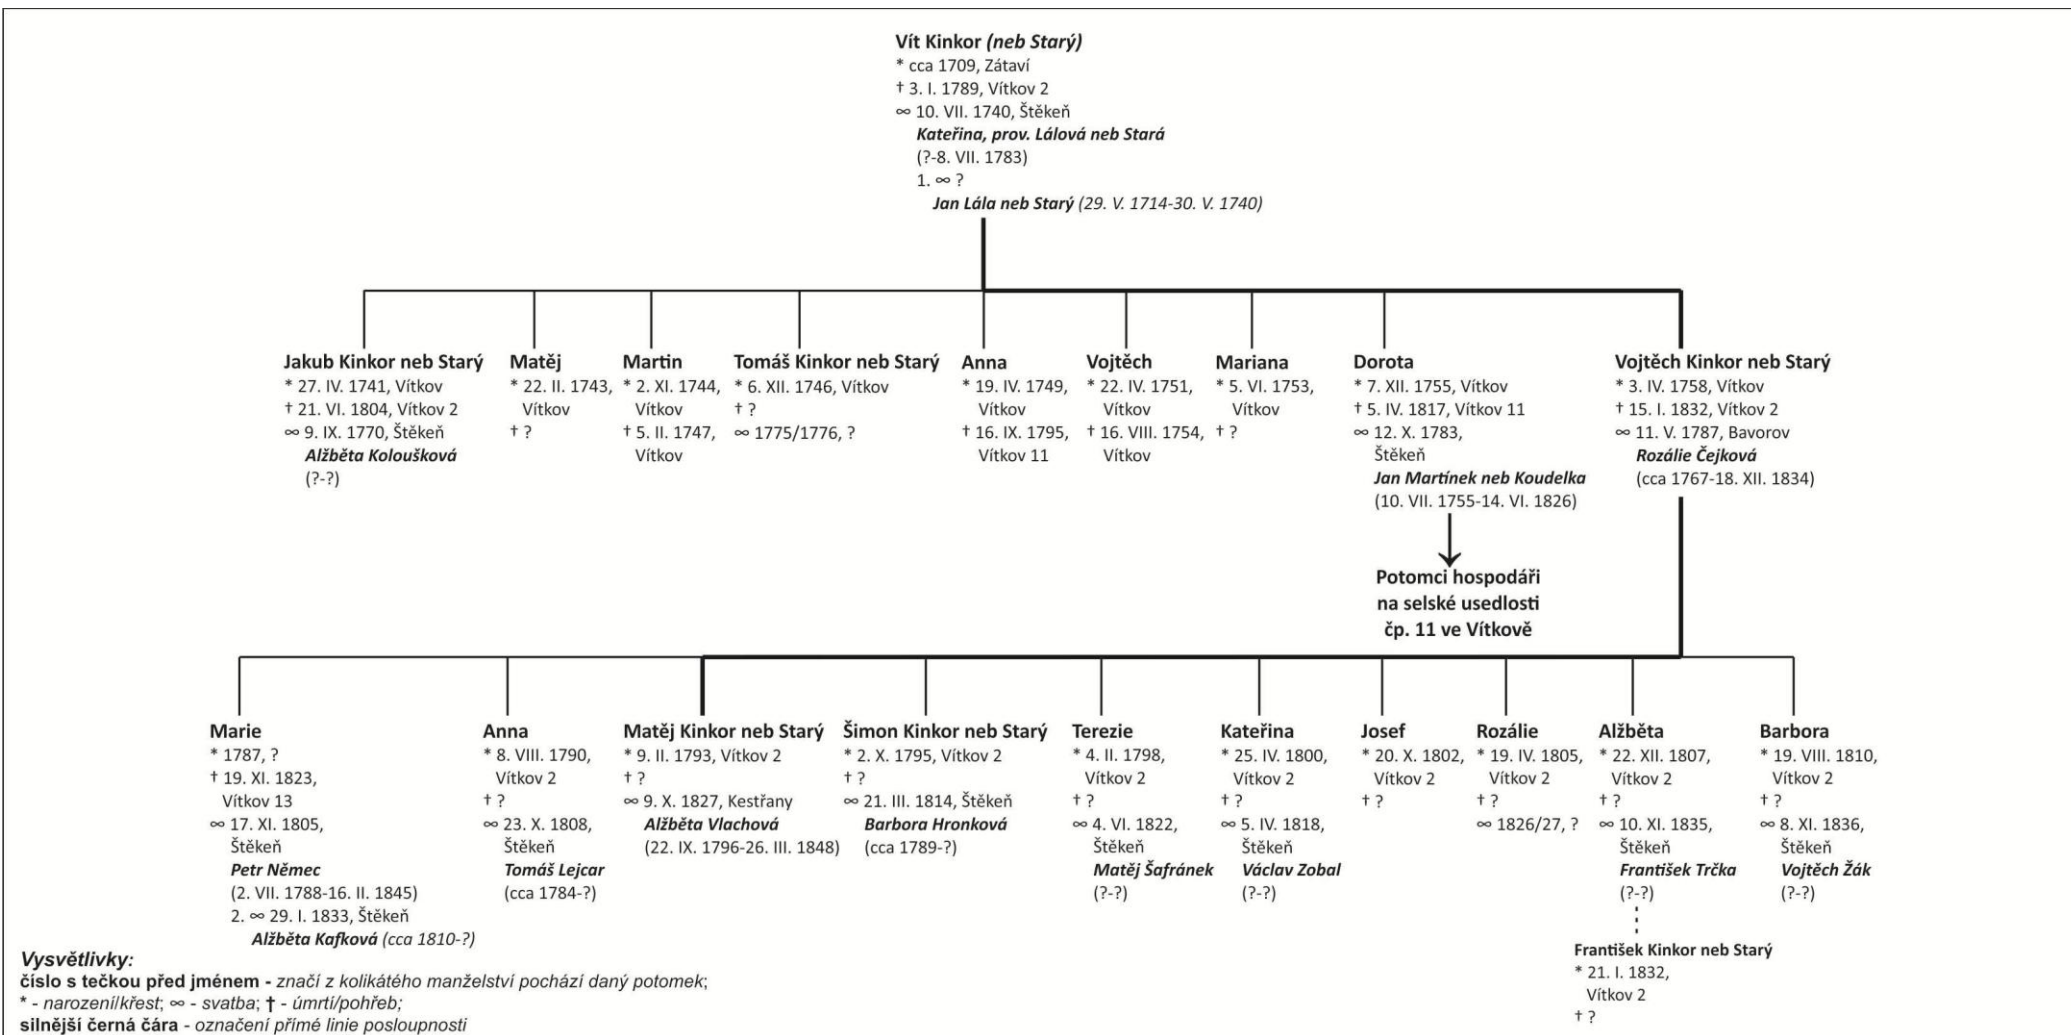 Vít Kinkor (neb Starý)
* cca 1709, Zátaví
† 3. I. 1789, Vítkov 2
∞ 10. VII. 1740, Štěkeň
Kateřina, prov. Lálová neb Stará
(?-8. VII. 1783)
1. ∞ ?
Jan Lála neb Starý (29. V. 1714-30. V. 1740)
Jakub Kinkor neb Starý
* 27. IV. 1741, Vítkov
† 21. VI. 1804, Vítkov 2
∞ 9. IX. 1770, Štěkeň
Alžběta Koloušková
(?-?)
Matěj
* 22. II. 1743,
Vítkov
† ?
Martin
* 2. XI. 1744,
Vítkov
† 5. II. 1747,
Vítkov
Tomáš Kinkor neb Starý
* 6. XII. 1746, Vítkov
† ?
∞ 1775/1776, ?
Anna
* 19. IV. 1749,
Vítkov
† 16. IX. 1795,
Vítkov 11
Vojtěch
* 22. IV. 1751,
Vítkov
† 16. VIII. 1754,
Vítkov
Mariana
* 5. VI. 1753,
Vítkov
† ?
Dorota
* 7. XII. 1755, Vítkov
† 5. IV. 1817, Vítkov 11
∞ 12. X. 1783,
Štěkeň
Jan Martínek neb Koudelka
(10. VII. 1755-14. VI. 1826)
Potomci hospodáři
na selské usedlosti
čp. 11 ve Vítkově
Vojtěch Kinkor neb Starý
* 3. IV. 1758, Vítkov
† 15. I. 1832, Vítkov 2
∞ 11. V. 1787, Bavorov
Rozálie Čejková
(cca 1767-18. XII. 1834)
Marie
* 1787, ?
† 19. XI. 1823,
Vítkov 13
∞ 17. XI. 1805,
Štěkeň
Petr Němec
(2. VII. 1788-16. II. 1845)
2. ∞ 29. I. 1833, Štěkeň
Alžběta Kafková (cca 1810-?)
Anna
* 8. VIII. 1790,
Vítkov 2
† ?
∞ 23. X. 1808,
Štěkeň
Tomáš Lejcar
(cca 1784-?)
Matěj Kinkor neb Starý
* 9. II. 1793, Vítkov 2
† ?
∞ 9. X. 1827, Kestřany
Alžběta Vlachová
(22. IX. 1796-26. III. 1848)
Šimon Kinkor neb Starý
* 2. X. 1795, Vítkov 2
† ?
∞ 21. III. 1814, Štěkeň
Barbora Hronková
(cca 1789-?)
Terezie
* 4. II. 1798,
Vítkov 2
† ?
∞ 4. VI. 1822,
Štěkeň
Matěj Šafránek
(?-?)
Kateřina
* 25. IV. 1800,
Vítkov 2
† ?
∞ 5. IV. 1818,
Štěkeň
Václav Zobal
(?-?)
Josef
* 20. X. 1802,
Vítkov 2
† ?
Rozálie
* 19. IV. 1805,
Vítkov 2
† ?
∞ 1826/27, ?
Alžběta
* 22. XII. 1807,
Vítkov 2
† ?
∞ 10. XI. 1835,
Štěkeň
František Trčka
(?-?)
František Kinkor neb Starý
* 21. I. 1832,
Vítkov 2
† ?
Barbora
* 19. VIII. 1810,
Vítkov 2
† ?
∞ 8. XI. 1836,
Štěkeň
Vojtěch Žák
(?-?)
Vysvětlivky:
číslo s tečkou před jménem - značí z kolikátého manželství pochází daný potomek;
* - narození/křest; ∞ - svatba; † - úmrtí/pohřeb;
silnější černá čára - označení přímé linie posloupnosti